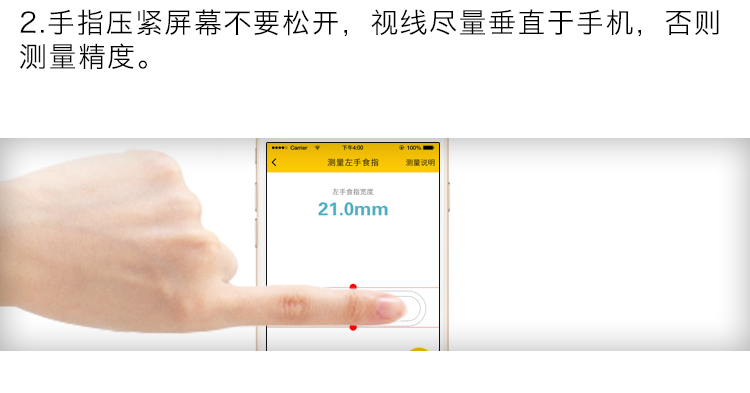 2.手指压紧屏幕不要松开，视线尽量垂直于手机，否则
测量精度。
Carrier 下午4:00 100%
测量左手食指 测量说明
左手食指宽度
21.0mm